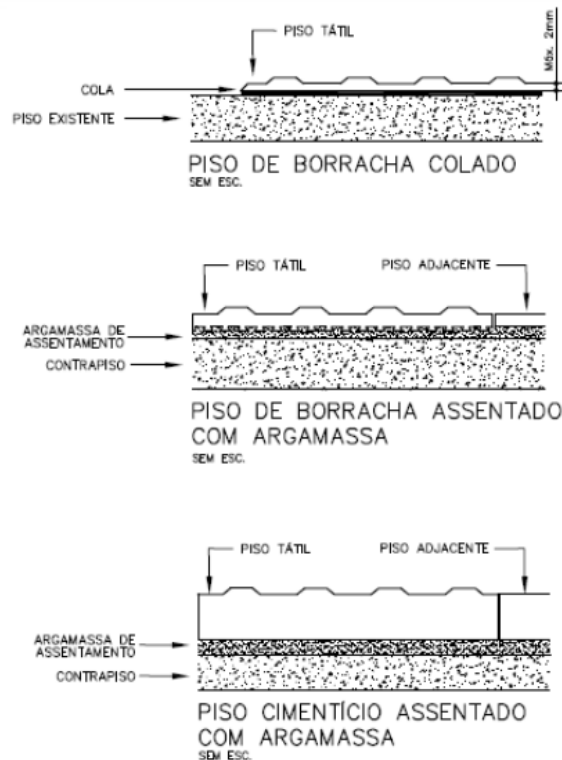 PISO TÁTIL
Máx. 2mm
COLA
PISO EXISTENTE
PISO DE BORRACHA COLADO
SEM ESC.
PISO TÁTIL
PISO ADJACENTE
ARGAMASSA DE
ASSENTAMENTO
CONTRAPISO
PISO DE BORRACHA ASSENTADO
COM ARGAMASSA
SEM ESC.
PISO TÁTIL
PISO ADJACENTE
ARGAMASSA DE
ASSENTAMENTO
CONTRAPISO
PISO CIMENTÍCIO ASSENTADO
COM ARGAMASSA
SEM ESC.